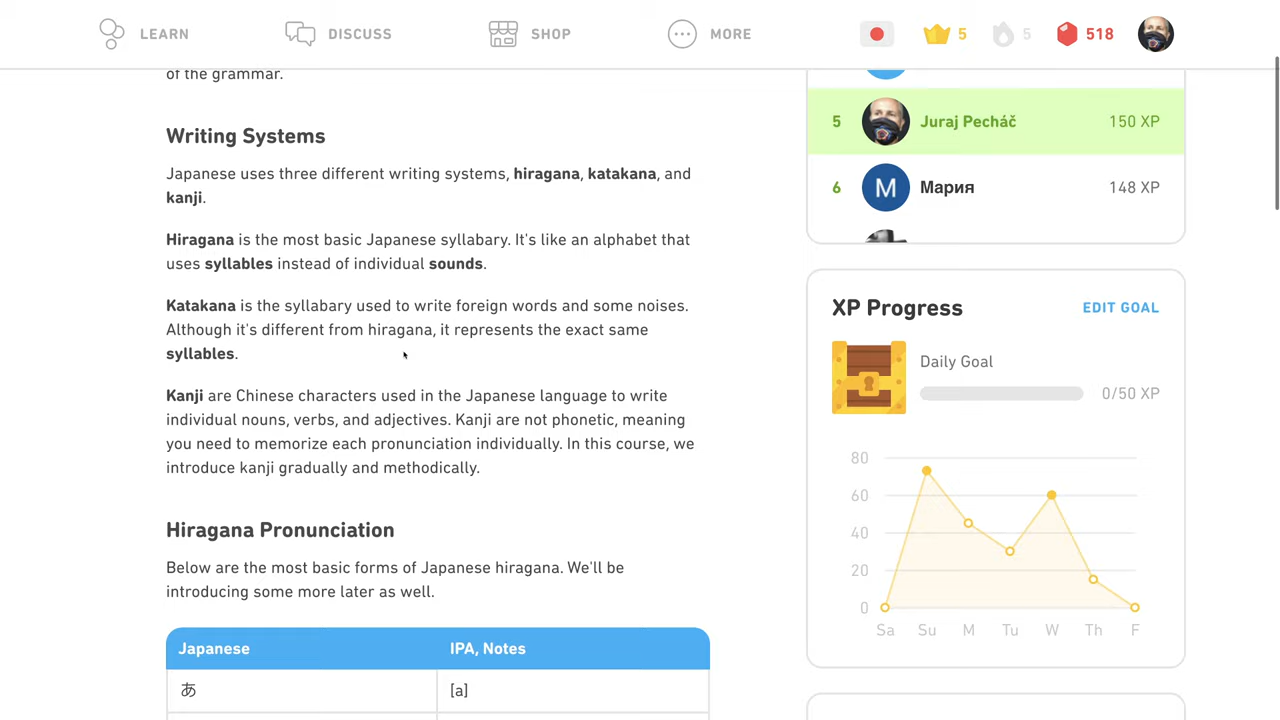 LEARN
DISCUSS
SHOP
MORE
5
5
518
of the grammar.
Writing Systems
Japanese uses three different writing systems, hiragana, katakana, and
kanji.
Hiragana is the most basic Japanese syllabary. It's like an alphabet that
uses syllables instead of individual sounds.
Katakana is the syllabary used to write foreign words and some noises.
Although it's different from hiragana, it represents the exact same
syllables.
Kanji are Chinese characters used in the Japanese language to write
individual nouns, verbs, and adjectives. Kanji are not phonetic, meaning
you need to memorize each pronunciation individually. In this course, we
introduce kanji gradually and methodically.
Hiragana Pronunciation
Below are the most basic forms of Japanese hiragana. We'll be
introducing some more later as well.
Japanese IPA, Notes
あ [a]
5 Juraj Pecháč 150 XP
6 M Мария 148 XP
XP Progress EDIT GOAL
Daily Goal
0/50 XP
80
60
40
20
0
Sa Su M Tu W Th F